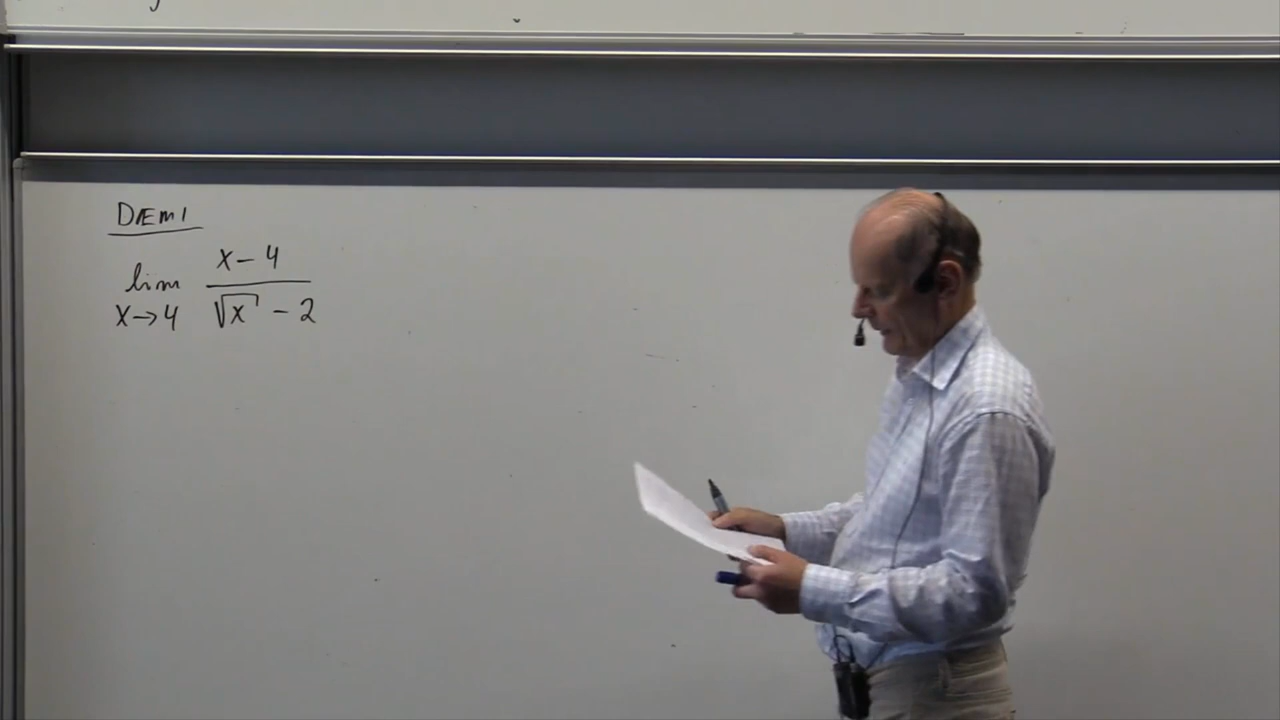 DÆMI
lim x→4 (x - 4) / (√x - 2)